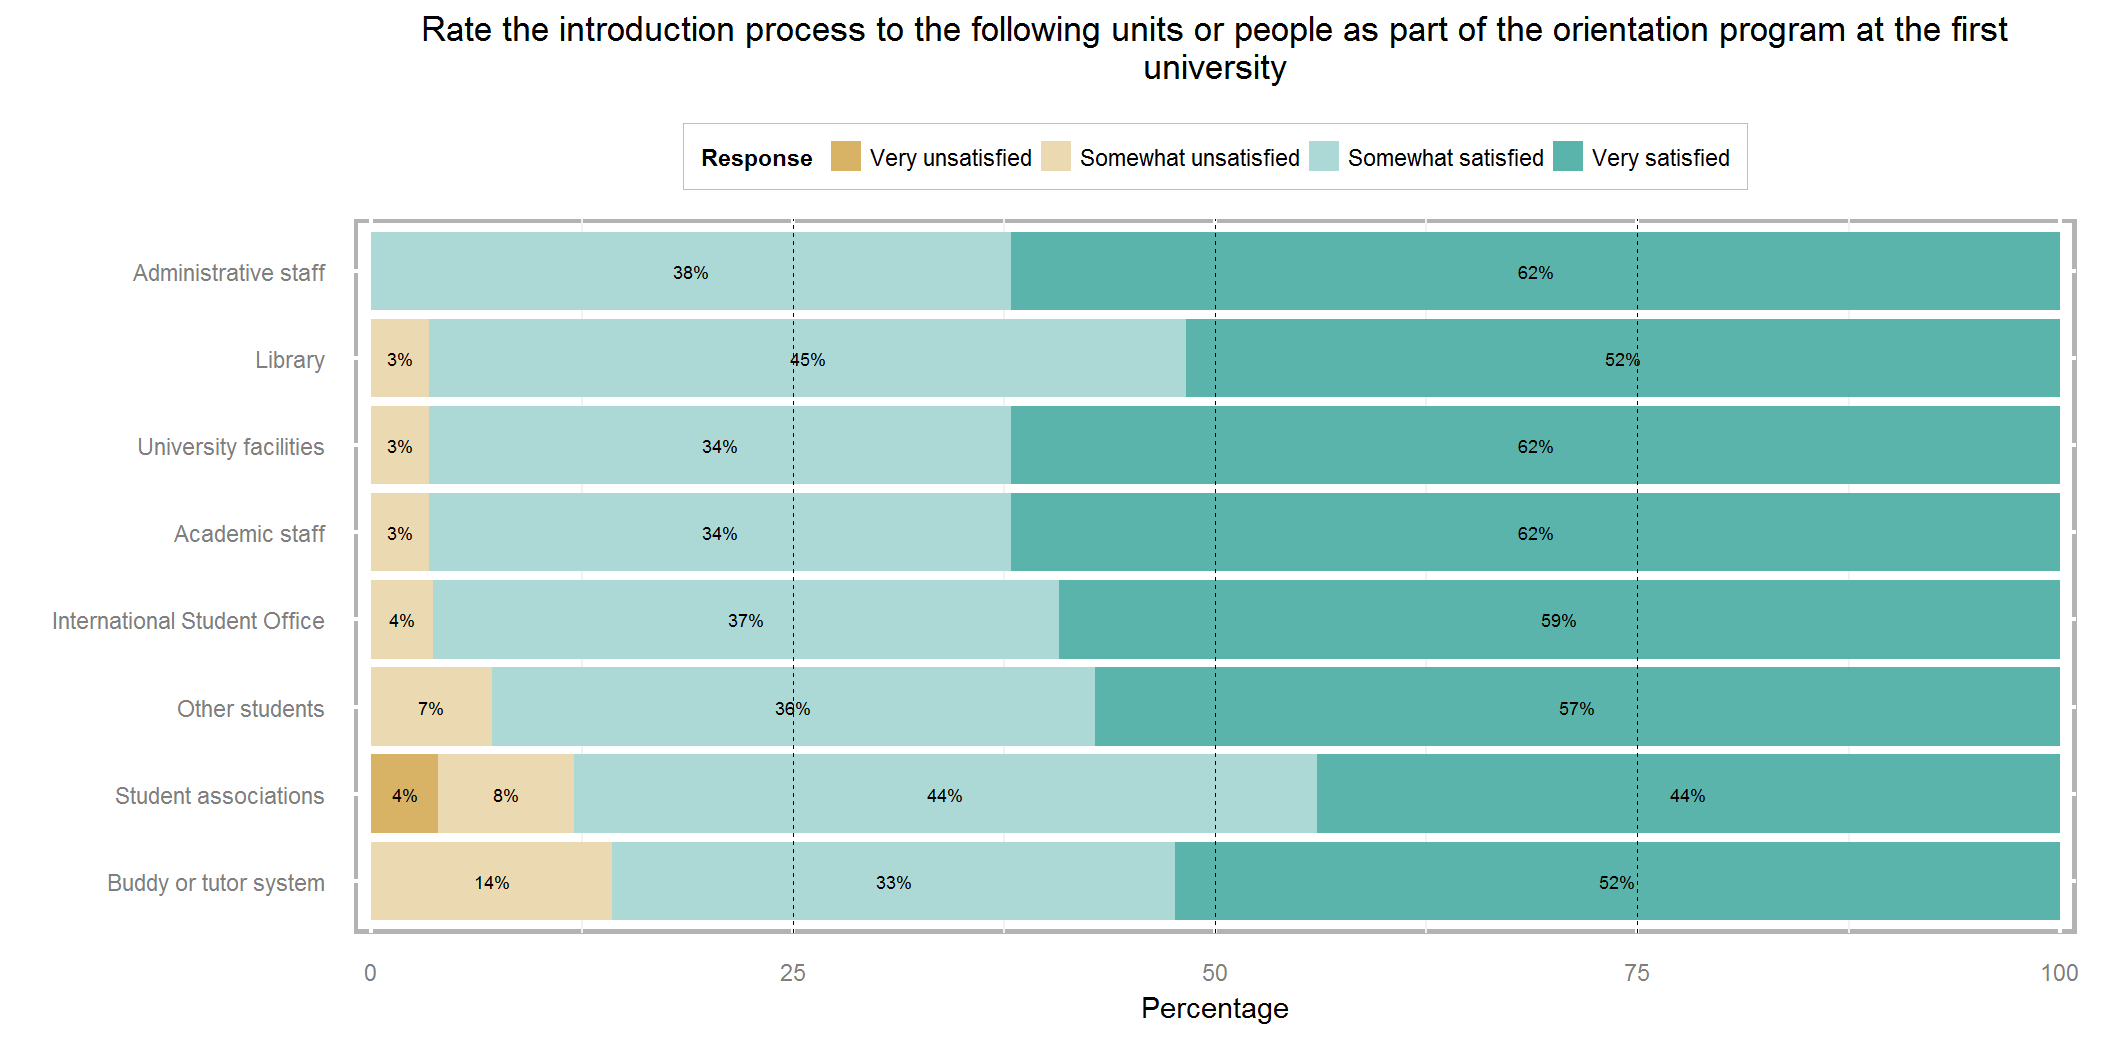 Rate the introduction process to the following units or people as part of the orientation program at the first
university
Response Very unsatisfied Somewhat unsatisfied Somewhat satisfied Very satisfied
Administrative staff 38% 62%
Library 3% 45% 52%
University facilities 3% 34% 62%
Academic staff 3% 34% 62%
International Student Office 4% 37% 59%
Other students 7% 36% 57%
Student associations 4% 8% 44% 44%
Buddy or tutor system 14% 33% 52%
0 25 50 75 100
Percentage